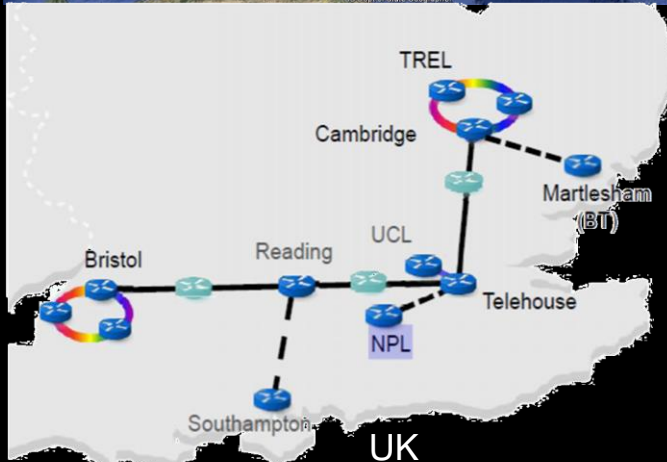 TREL
Cambridge
Martlesham
(BT)
UCL
Reading
Bristol
Telehouse
NPL
Southampton
UK